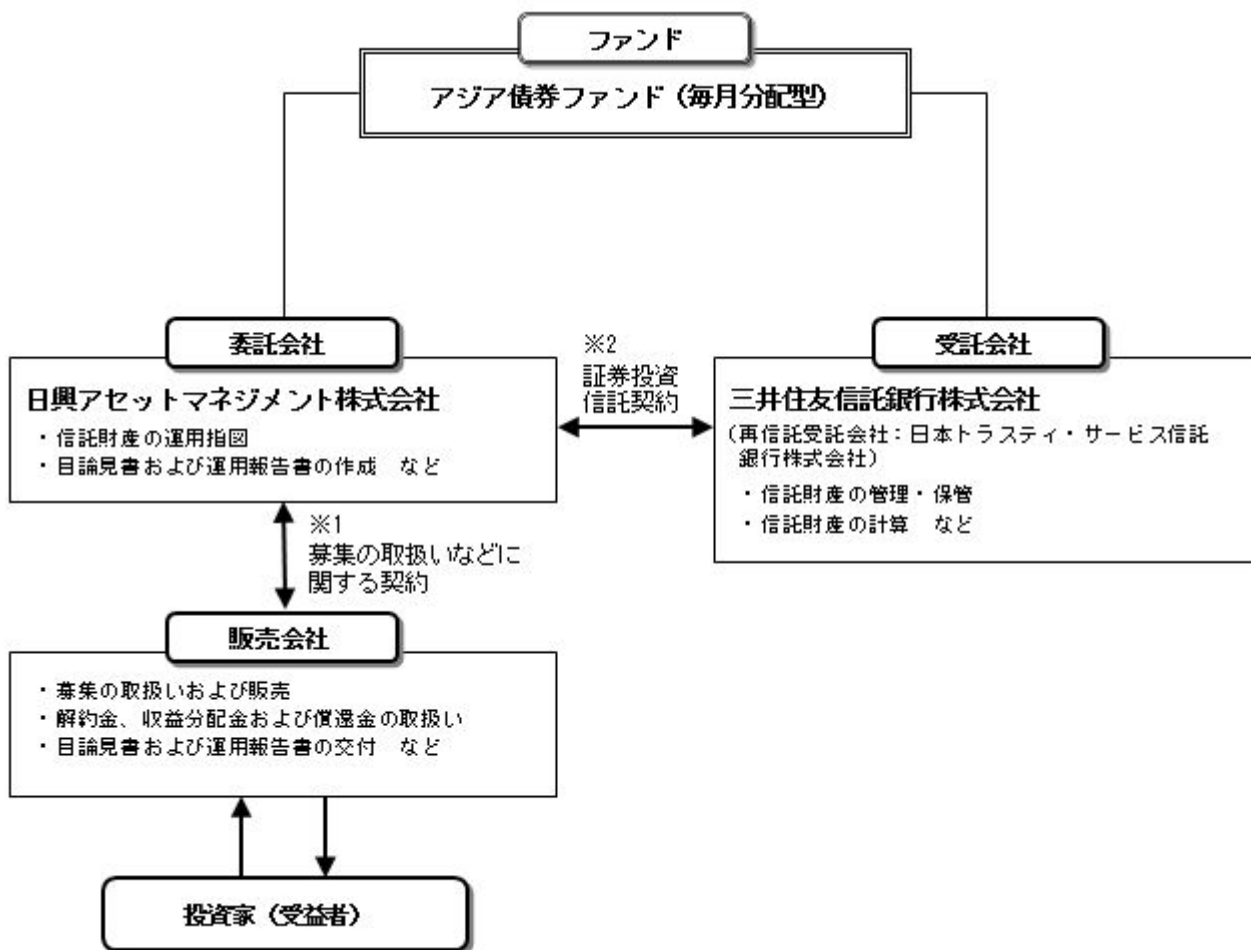 ファンド
アジア債券ファンド（毎月分配型）
委託会社
日興アセットマネジメント株式会社
・信託財産の運用指図
・目論見書および運用報告書の作成　など
※2
証券投資
信託契約
受託会社
三井住友信託銀行株式会社
（再信託受託会社：日本トラスティ・サービス信託
銀行株式会社）
・信託財産の管理・保管
・信託財産の計算　など
※1
募集の取扱いなどに
関する契約
販売会社
・募集の取扱いおよび販売
・解約金、収益分配金および償還金の取扱い
・目論見書および運用報告書の交付　など
投資家（受益者）